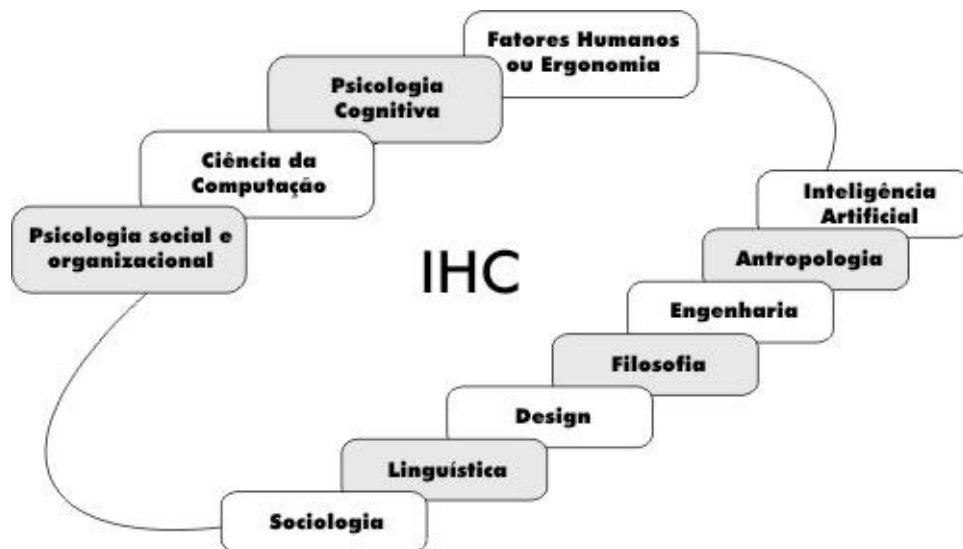 Fatores Humanos
ou Ergonomia
Psicologia
Cognitiva
Ciência da
Computação
Inteligência
Artificial
Psicologia social e
organizacional
Antropologia
IHC
Engenharia
Filosofia
Design
Linguística
Sociologia